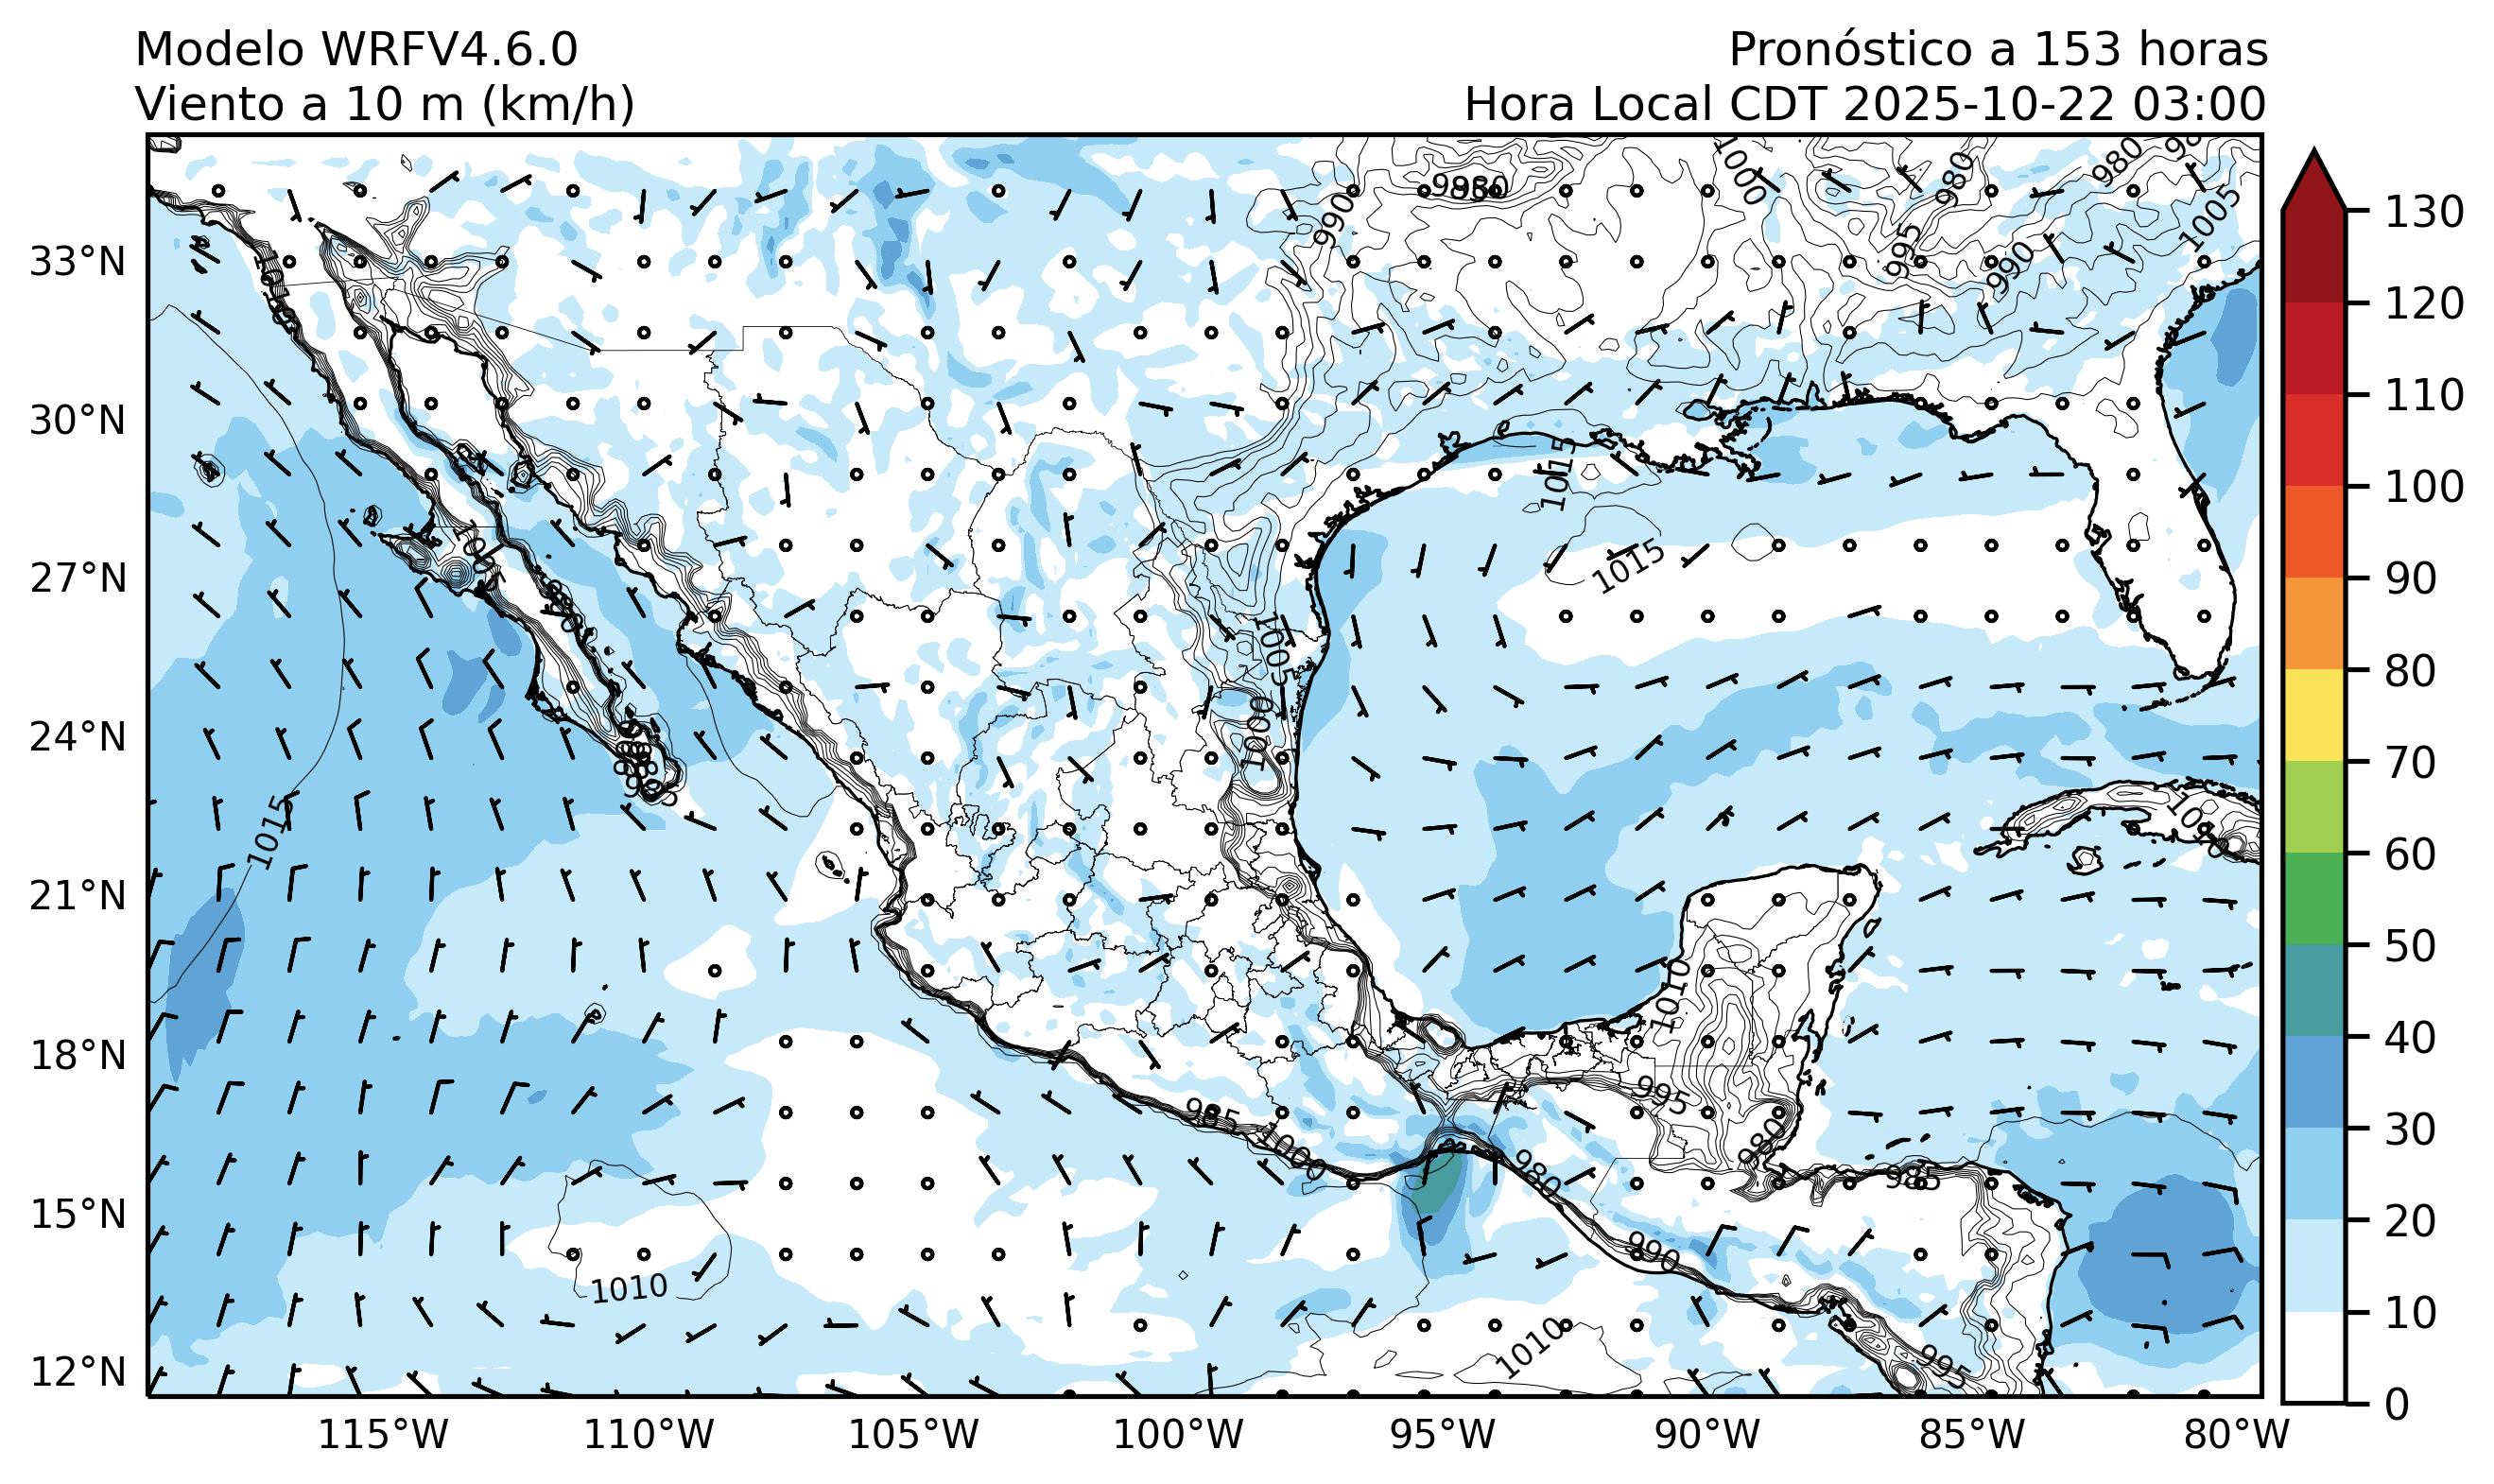 Modelo WRFV4.6.0
Viento a 10 m (km/h)
Pronóstico a 153 horas
Hora Local CDT 2025-10-22 03:00
33°N
30°N
27°N
24°N
21°N
18°N
15°N
12°N
115°W
110°W
105°W
100°W
95°W
90°W
85°W
80°W
130
120
110
100
90
80
70
60
50
40
30
20
10
0
1000
980
980
990
1005
995
990
1015
1015
1005
1000
1015
1010
995
985
1000
980
980
985
990
1010
1010
995